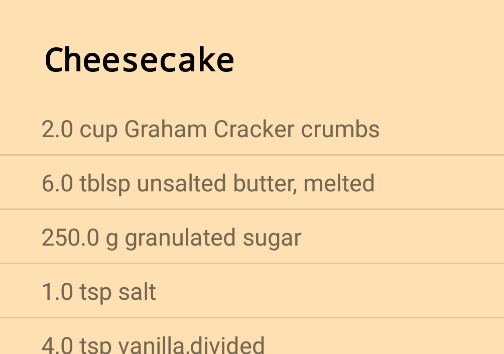 Cheesecake
2.0 cup Graham Cracker crumbs
6.0 tblsp unsalted butter, melted
250.0 g granulated sugar
1.0 tsp salt
4.0 tsp vanilla,divided